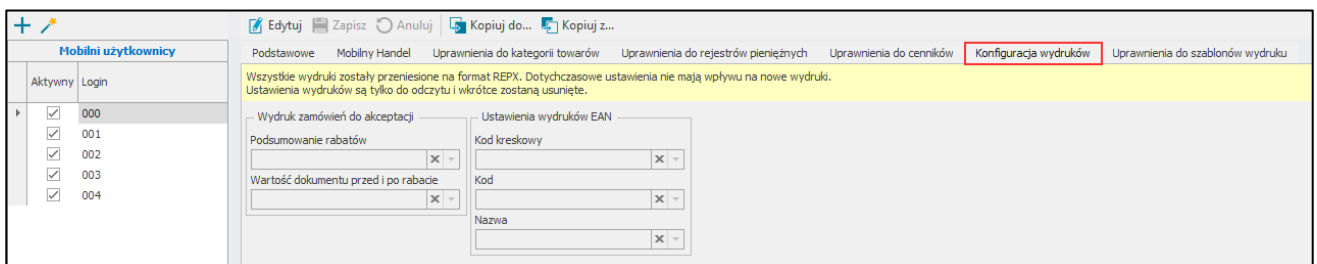 Edytuj Zapisz Anuluj Kopiuj do... Kopiuj z...
Mobilni użytkownicy
Aktywny Login
000
001
002
003
004
Podstawowe Mobilny Handel Uprawnienia do kategorii towarów Uprawnienia do rejestrów pieniężnych Uprawnienia do cenników Konfiguracja wydruków Uprawnienia do szablonów wydruku
Wszystkie wydruki zostały przeniesione na format REPX. Dotychczasowe ustawienia nie mają wpływu na nowe wydruki.
Ustawienia wydruków są tylko do odczytu i wkrótce zostaną usunięte.
Wydruk zamówień do akceptacji
Podsumowanie rabatów
Wartość dokumentu przed i po rabacie
Ustawienia wydruków EAN
Kod kreskowy
Kod
Nazwa